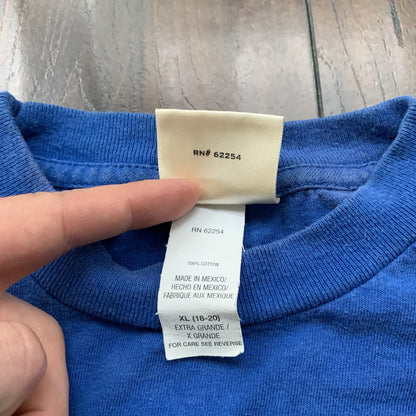 RN# 62254
RN 62254
100% COTTON
MADE IN MEXICO/
HECHO EN MEXICO/
FABRIQUE AUX MEXIQUE
XL (18-20)
EXTRA GRANDE /
X GRANDE
FOR CARE SEE REVERSE